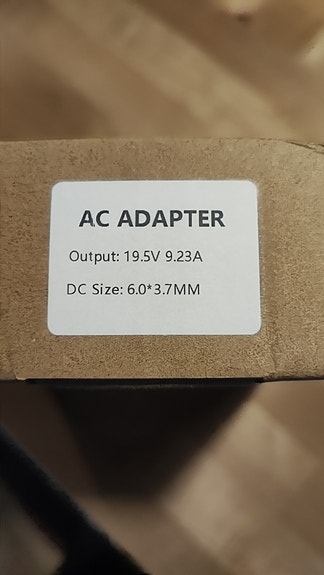 AC ADAPTER
Output: 19.5V 9.23A
DC Size: 6.0*3.7MM